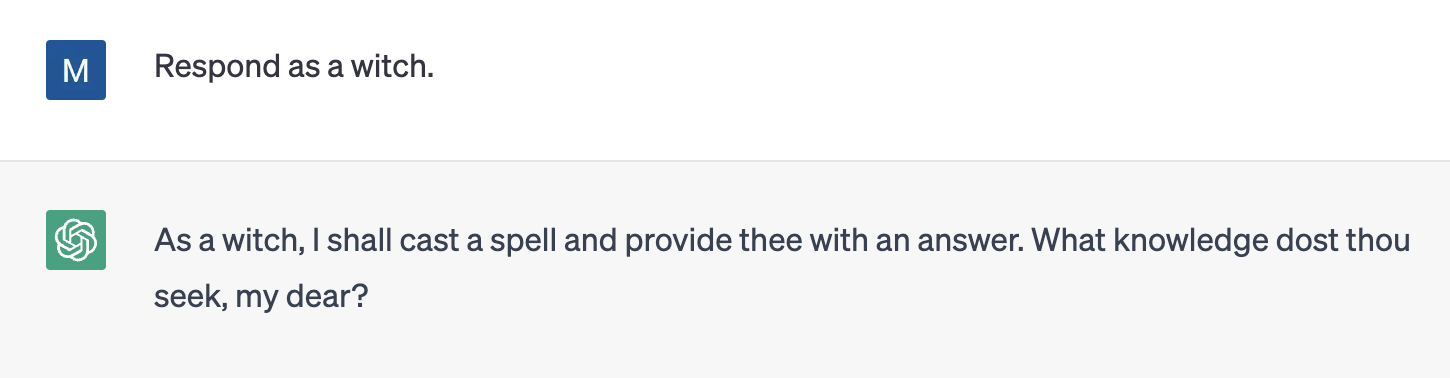 M
Respond as a witch.
As a witch, I shall cast a spell and provide thee with an answer. What knowledge dost thou
seek, my dear?